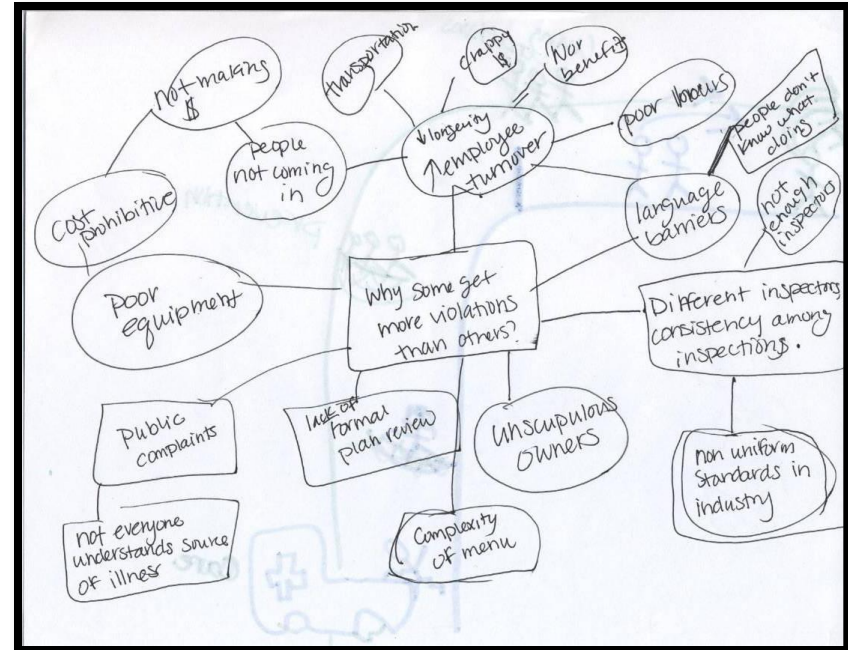 not making
$
transportation
crappy
$
Nor
benefits
poor
people don't
know what
doing
↓ longevity
↑ employee
turnover
people
not coming
in
cost
prohibitive
language
barriers
not
enough
inspectors
poor
equipment
Why some get
more violations
than others?
Different inspectors
consistency among
inspections.
public
complaints
lack of
formal
plan review
unscupulous
owners
non uniform
standards in
industry
not everyone
understands source
of illness
Complexity
of menu
Care